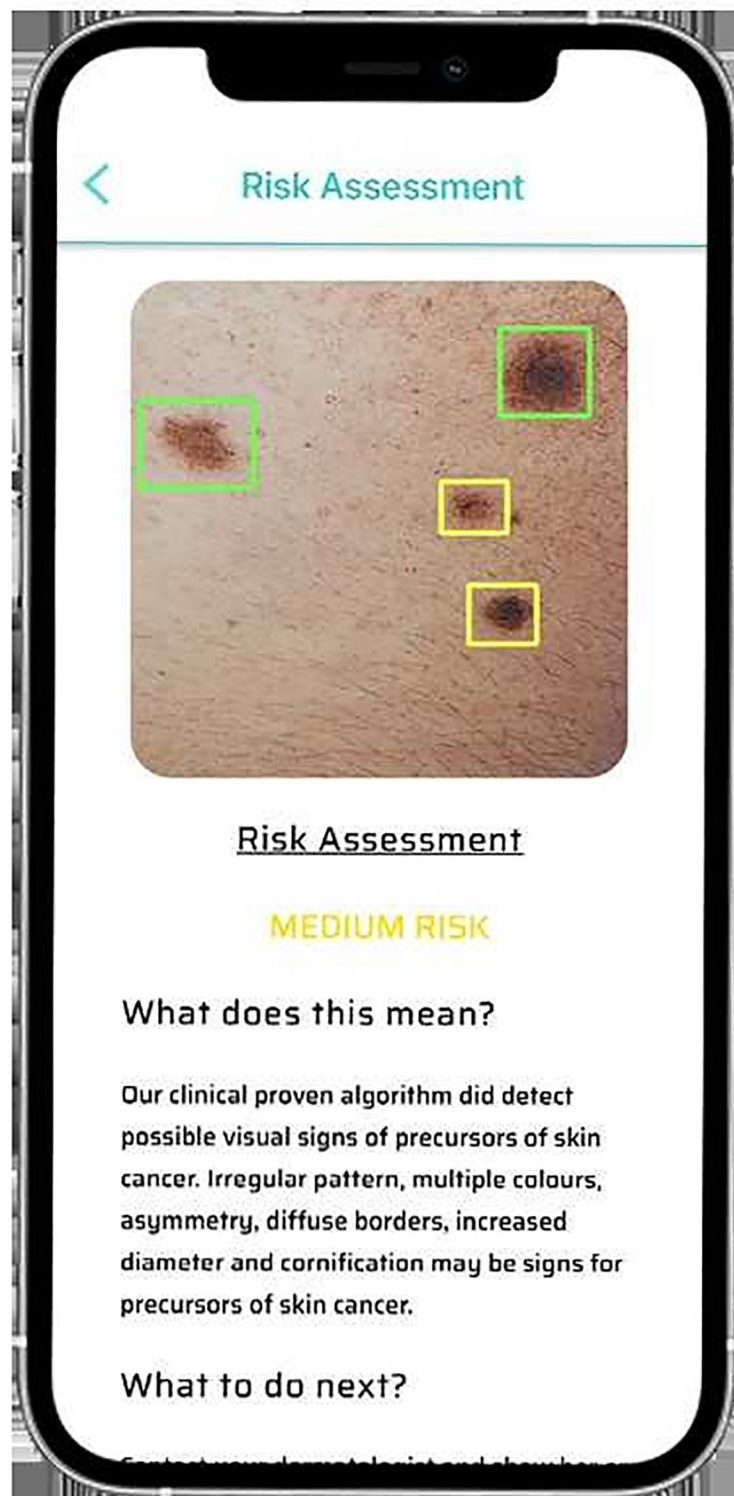 Risk Assessment
Risk Assessment
MEDIUM RISK
What does this mean?
Our clinical proven algorithm did detect
possible visual signs of precursors of skin
cancer. Irregular pattern, multiple colours,
asymmetry, diffuse borders, increased
diameter and cornification may be signs for
precursors of skin cancer.
What to do next?